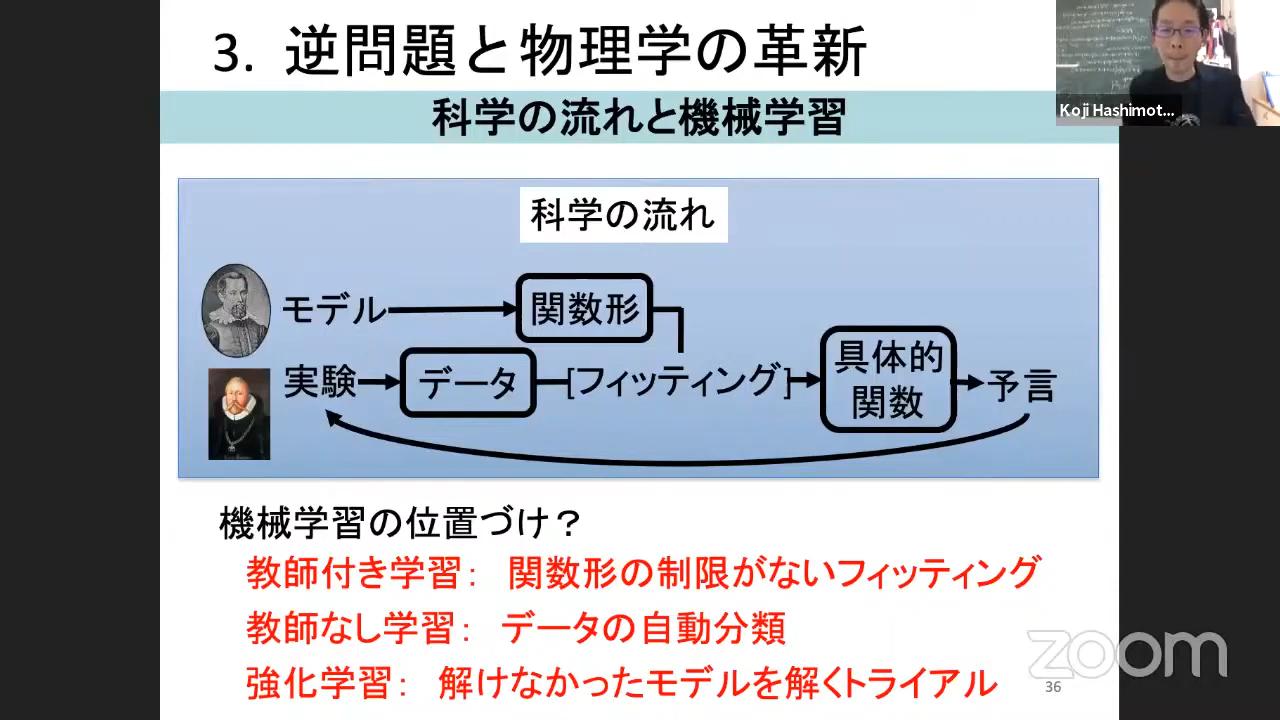 3. 逆問題と物理学の革新
科学の流れと機械学習
Koji Hashimot...
科学の流れ
モデル
関数形
実験
データ
[フィッティング]
具体的
関数
予言
機械学習の位置づけ？
教師付き学習： 関数形の制限がないフィッティング
教師なし学習： データの自動分類
強化学習： 解けなかったモデルを解くトライアル
zoom
36